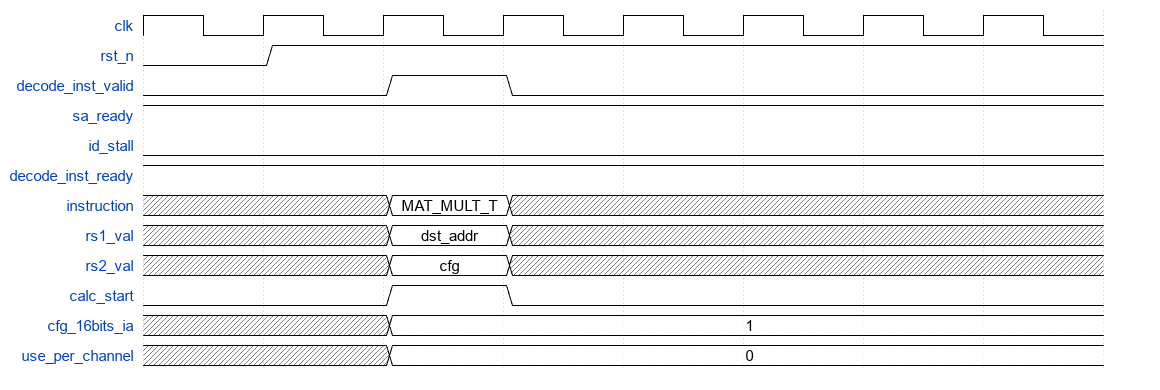 clk
rst_n
decode_inst_valid
sa_ready
id_stall
decode_inst_ready
instruction MAT_MULT_T
rs1_val dst_addr
rs2_val cfg
calc_start
cfg_16bits_ia 1
use_per_channel 0